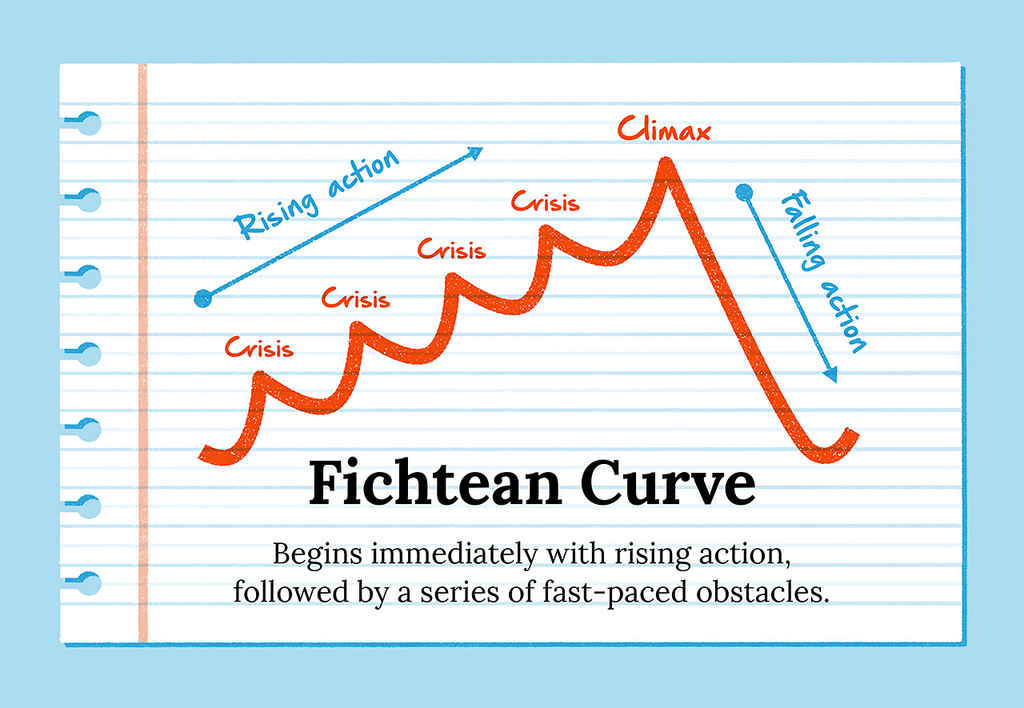 Climax
Rising action
Crisis
Falling action
Crisis
Crisis
Crisis
Fichtean Curve
Begins immediately with rising action,
followed by a series of fast-paced obstacles.